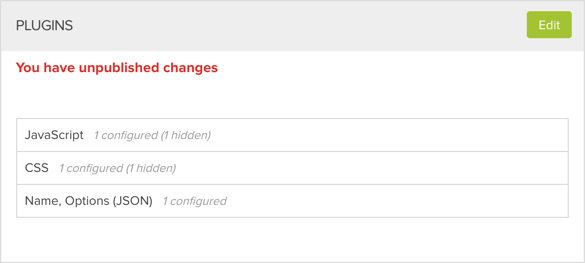 PLUGINS
Edit
You have unpublished changes
JavaScript 1 configured (1 hidden)
CSS 1 configured (1 hidden)
Name, Options (JSON) 1 configured